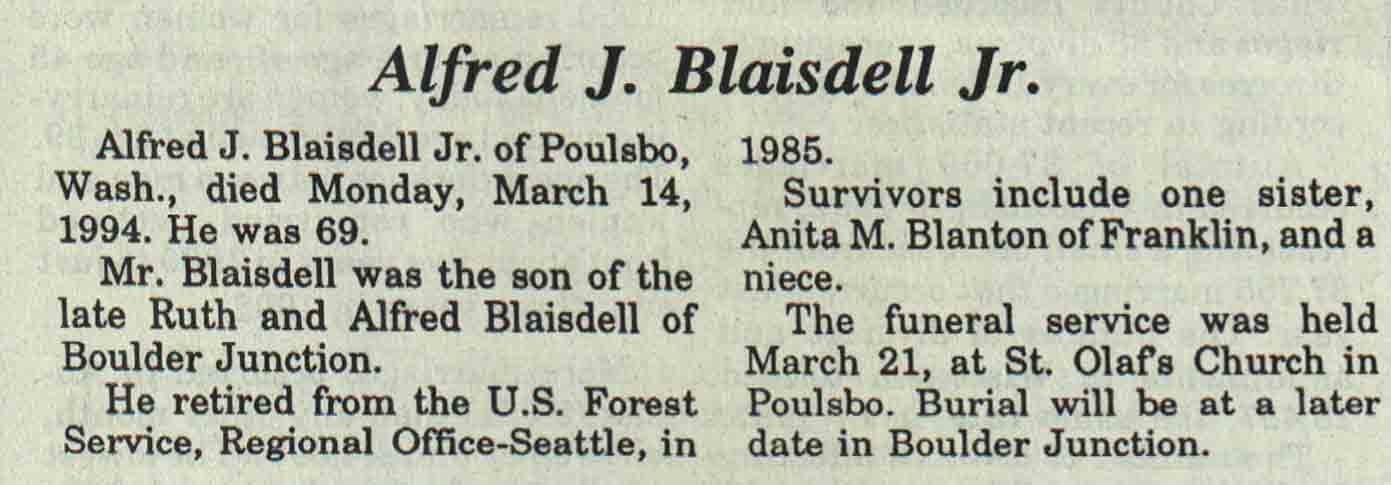 Alfred J. Blaisdell Jr.
Alfred J. Blaisdell Jr. of Poulsbo,
Wash., died Monday, March 14,
1994. He was 69.
Mr. Blaisdell was the son of the
late Ruth and Alfred Blaisdell of
Boulder Junction.
He retired from the U.S. Forest
Service, Regional Office-Seattle, in
1985.
Survivors include one sister,
Anita M. Blanton of Franklin, and a
niece.
The funeral service was held
March 21, at St. Olaf's Church in
Poulsbo. Burial will be at a later
date in Boulder Junction.